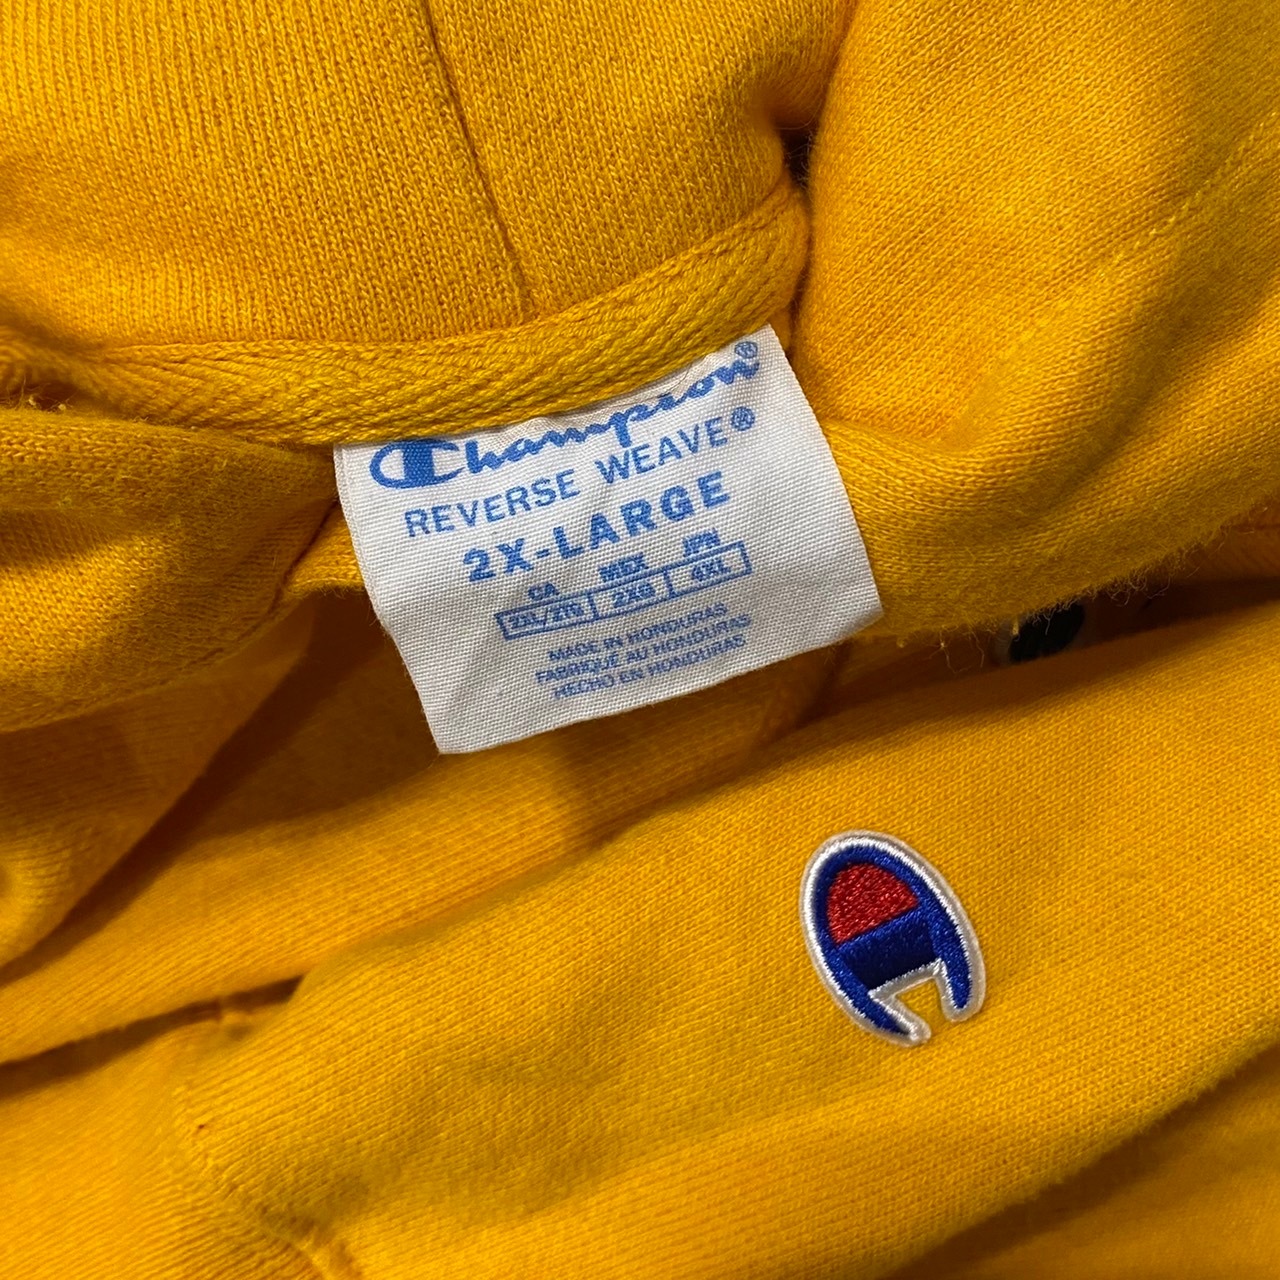 Champion®
REVERSE WEAVE®
2X-LARGE
CA MEX JPN
2XL/2TG 2XG 4XL
MADE IN HONDURAS
FABRIQUÉ AU HONDURAS
HECHO EN HONDURAS